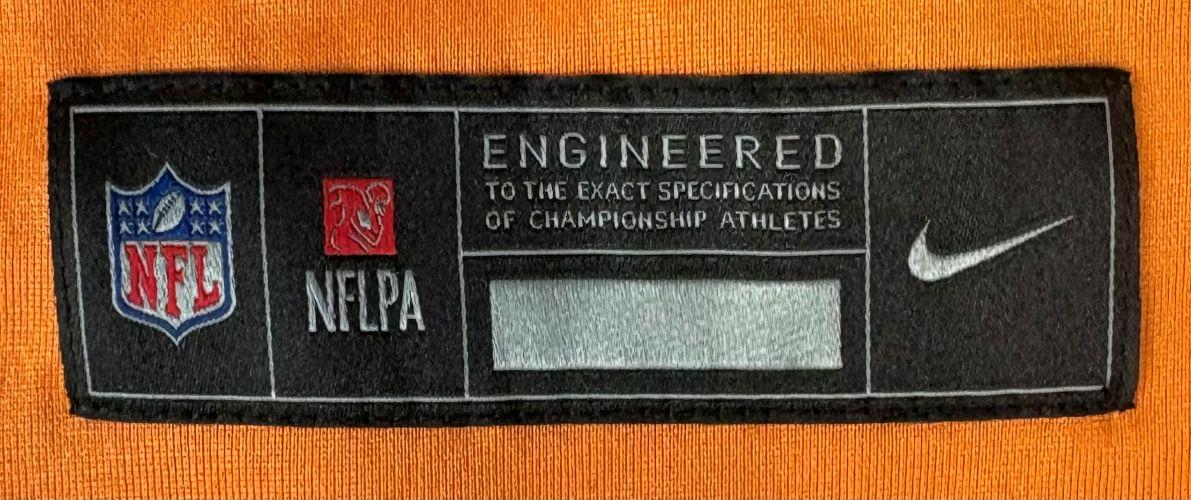 NFL
NFLPA
ENGINEERED
TO THE EXACT SPECIFICATIONS
OF CHAMPIONSHIP ATHLETES